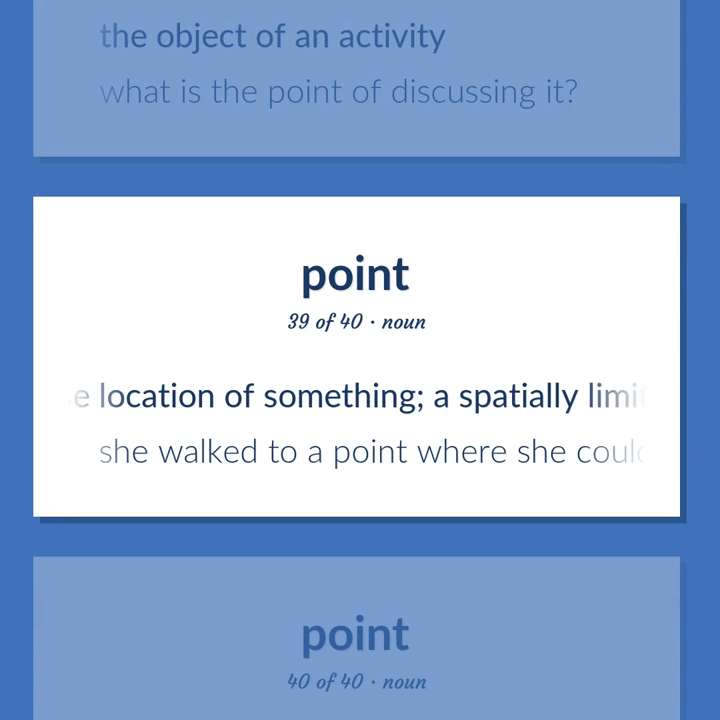 the object of an activity
what is the point of discussing it?
point
39 of 40 · noun
location of something; a spatially
she walked to a point where she
point
40 of 40 · noun